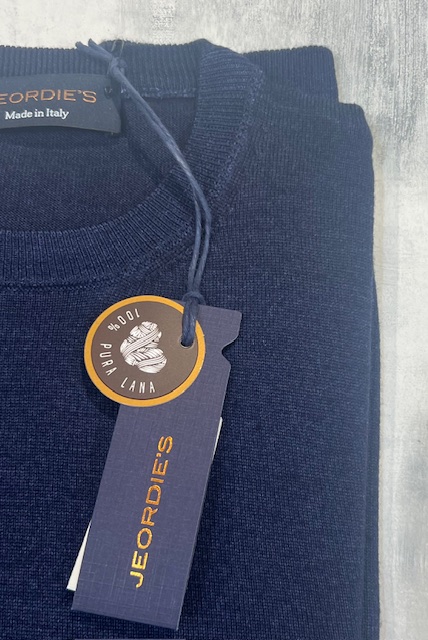 JEORDIE'S
Made in Italy
100%
PURA LANA
JEORDIE'S